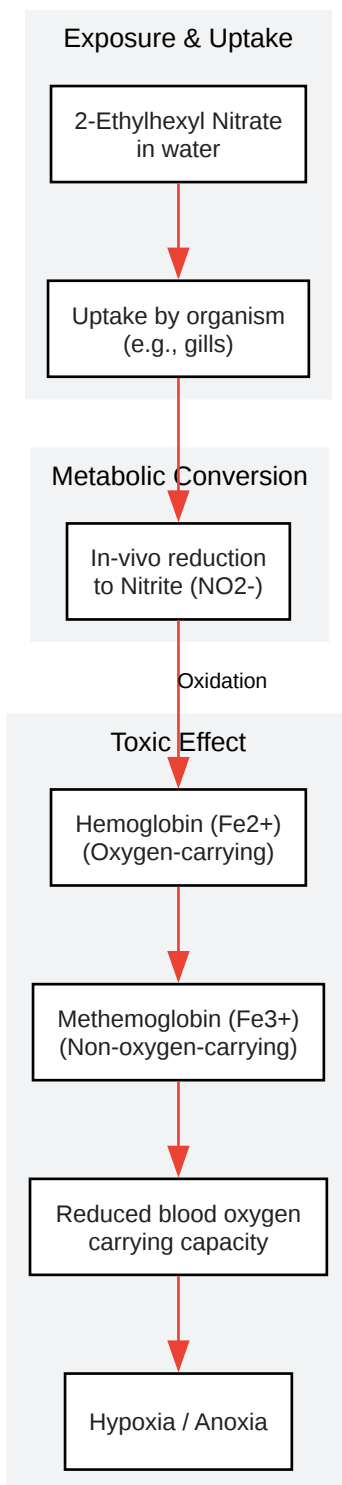 Exposure & Uptake
2-Ethylhexyl Nitrate
in water
Uptake by organism
(e.g., gills)
Metabolic Conversion
In-vivo reduction
to Nitrite (NO2-)
Oxidation
Toxic Effect
Hemoglobin (Fe2+)
(Oxygen-carrying)
Methemoglobin (Fe3+)
(Non-oxygen-carrying)
Reduced blood oxygen
carrying capacity
Hypoxia / Anoxia